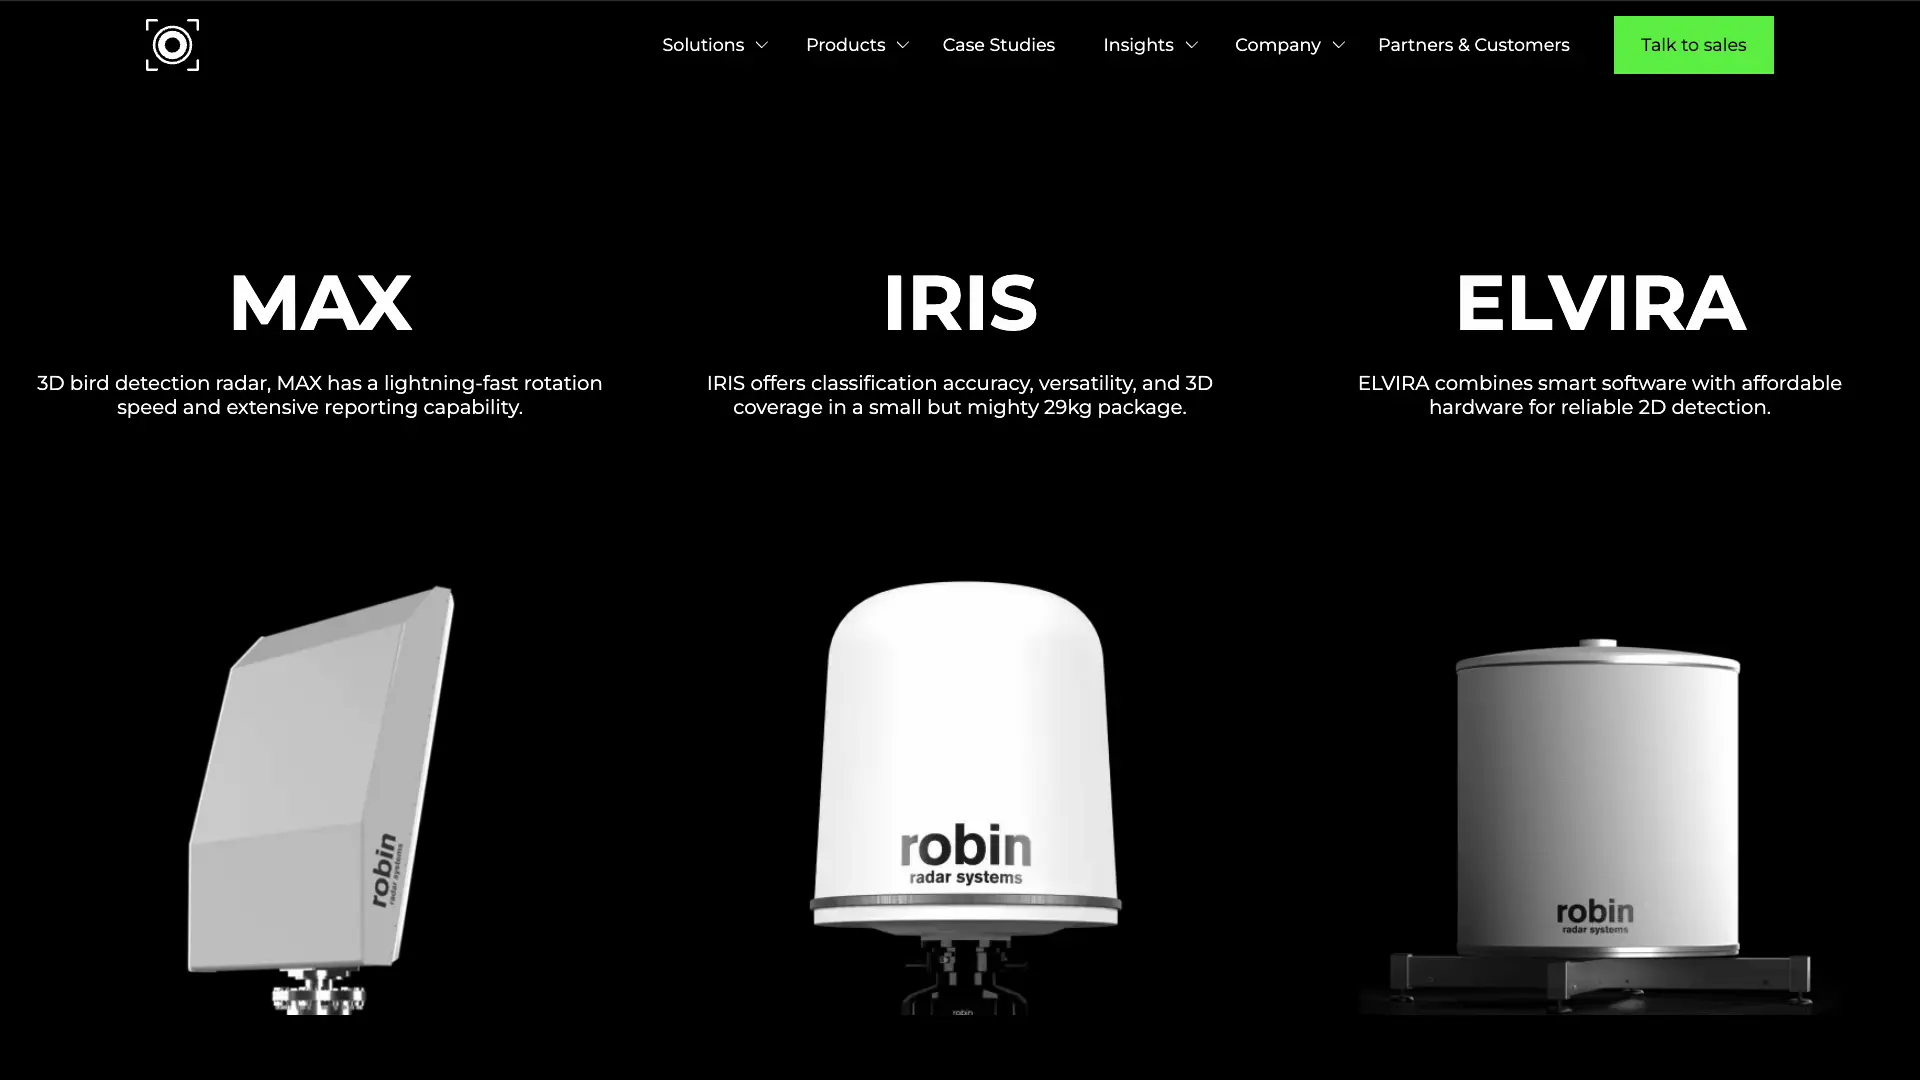 Solutions
Products
Case Studies
Insights
Company
Partners & Customers
Talk to sales
MAX
3D bird detection radar, MAX has a lightning-fast rotation
speed and extensive reporting capability.
IRIS
IRIS offers classification accuracy, versatility, and 3D
coverage in a small but mighty 29kg package.
ELVIRA
ELVIRA combines smart software with affordable
hardware for reliable 2D detection.
robin
radar systems
robin
radar systems
robin
robin
radar systems